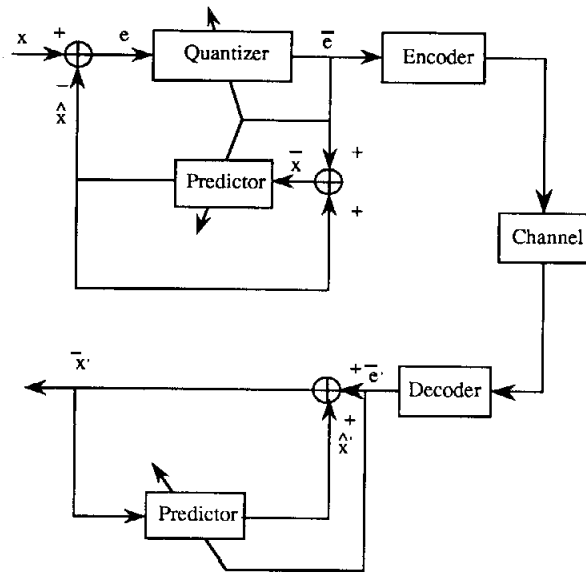 x
+
e
Quantizer
e̅
Encoder
−
x̂
+
x̅
Predictor
+
Channel
x̅'
+
e̅'
Decoder
+
x̂'
Predictor